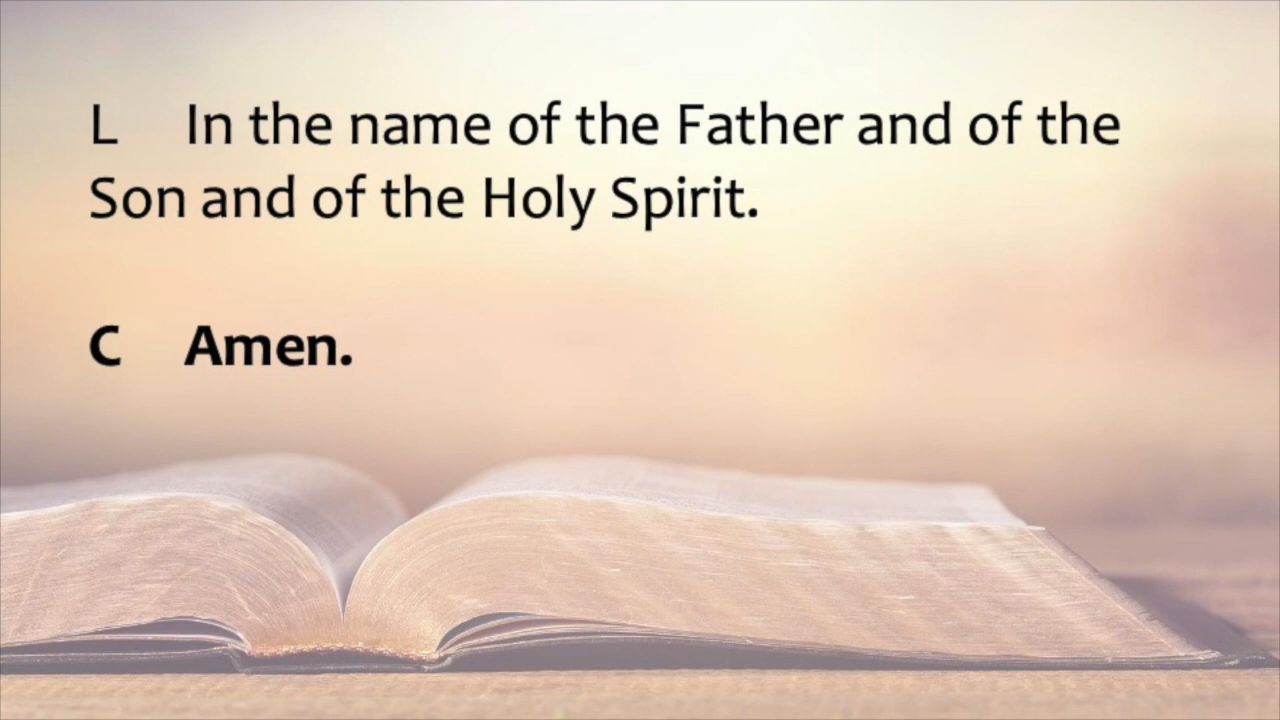 L In the name of the Father and of the
Son and of the Holy Spirit.
C Amen.